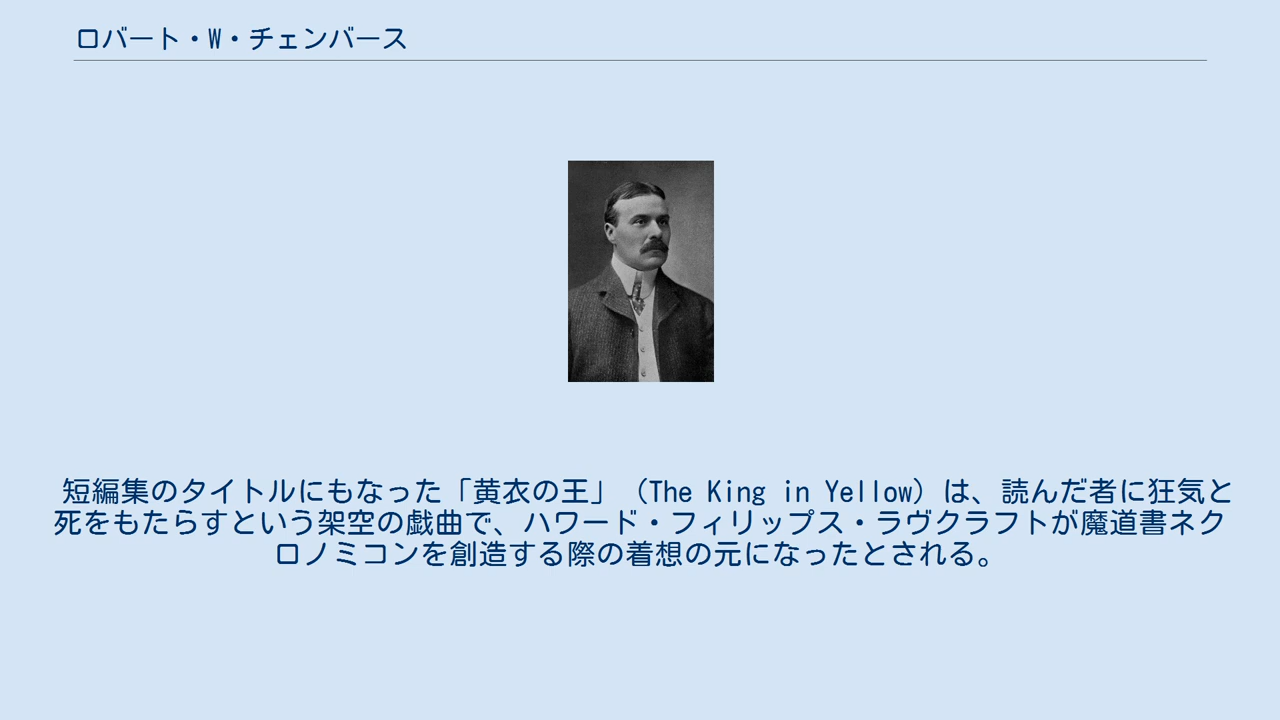 ロバート・W・チェンバース
短編集のタイトルにもなった「黄衣の王」（The King in Yellow）は、読んだ者に狂気と
死をもたらすという架空の戯曲で、ハワード・フィリップス・ラヴクラフトが魔道書ネク
ロノミコンを創造する際の着想の元になったとされる。